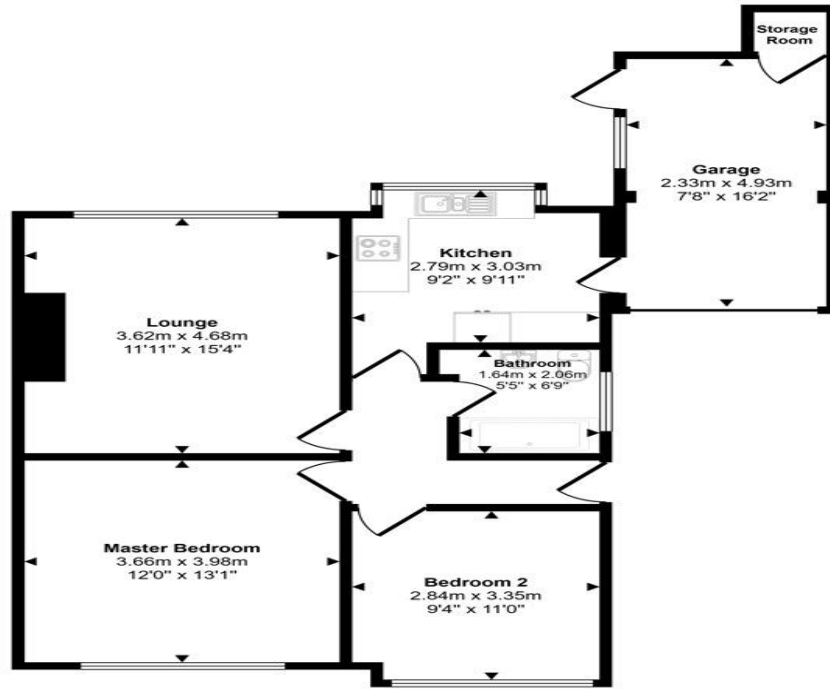 Storage
Room
Garage
2.33m x 4.93m
7'8" x 16'2"
Kitchen
2.79m x 3.03m
9'2" x 9'11"
Lounge
3.62m x 4.68m
11'11" x 15'4"
Bathroom
1.64m x 2.06m
5'5" x 6'9"
Master Bedroom
3.66m x 3.98m
12'0" x 13'1"
Bedroom 2
2.84m x 3.35m
9'4" x 11'0"